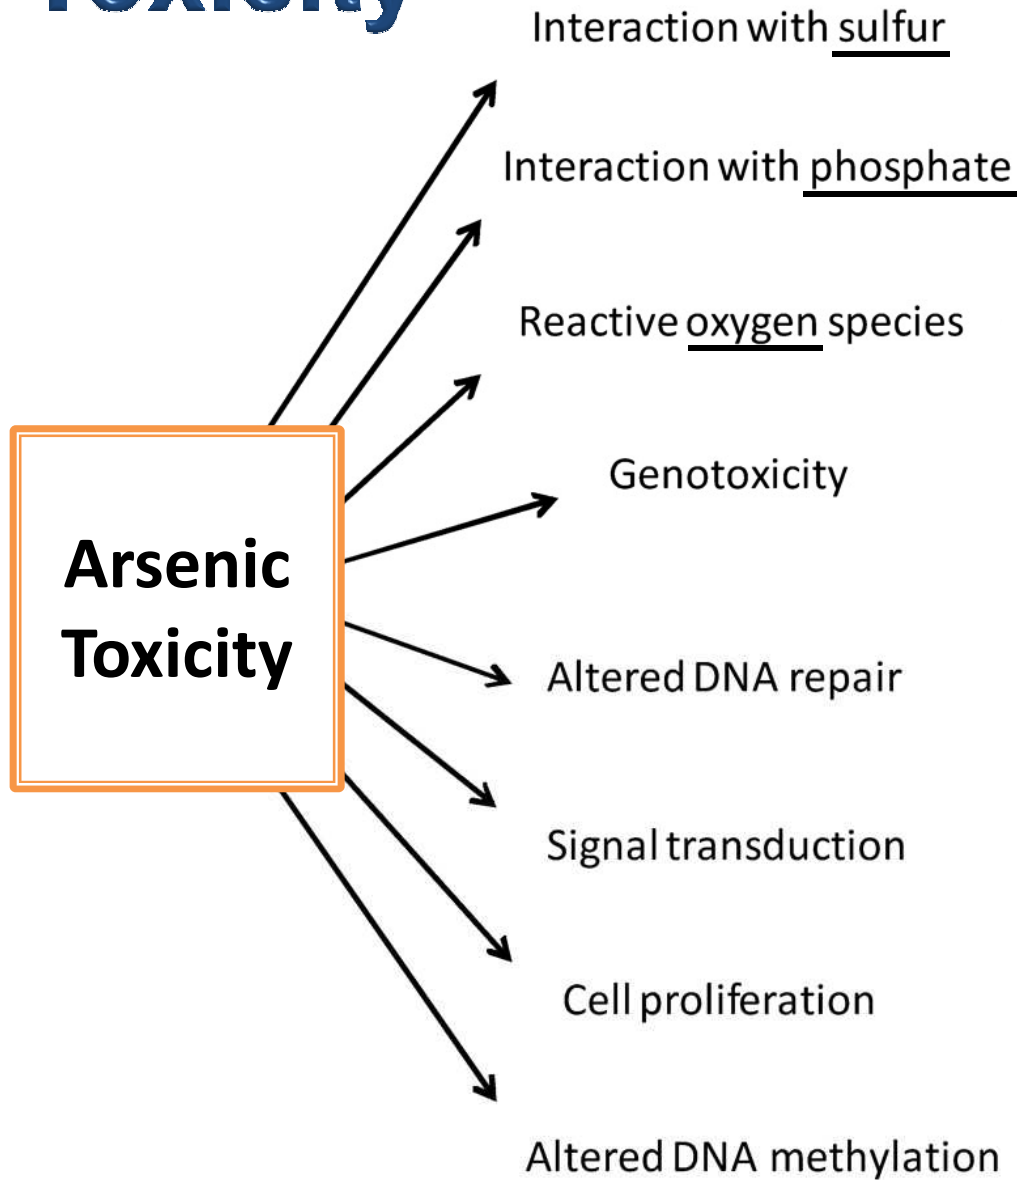 Toxicity
Interaction with sulfur
Interaction with phosphate
Reactive oxygen species
Genotoxicity
Arsenic
Toxicity
Altered DNA repair
Signal transduction
Cell proliferation
Altered DNA methylation